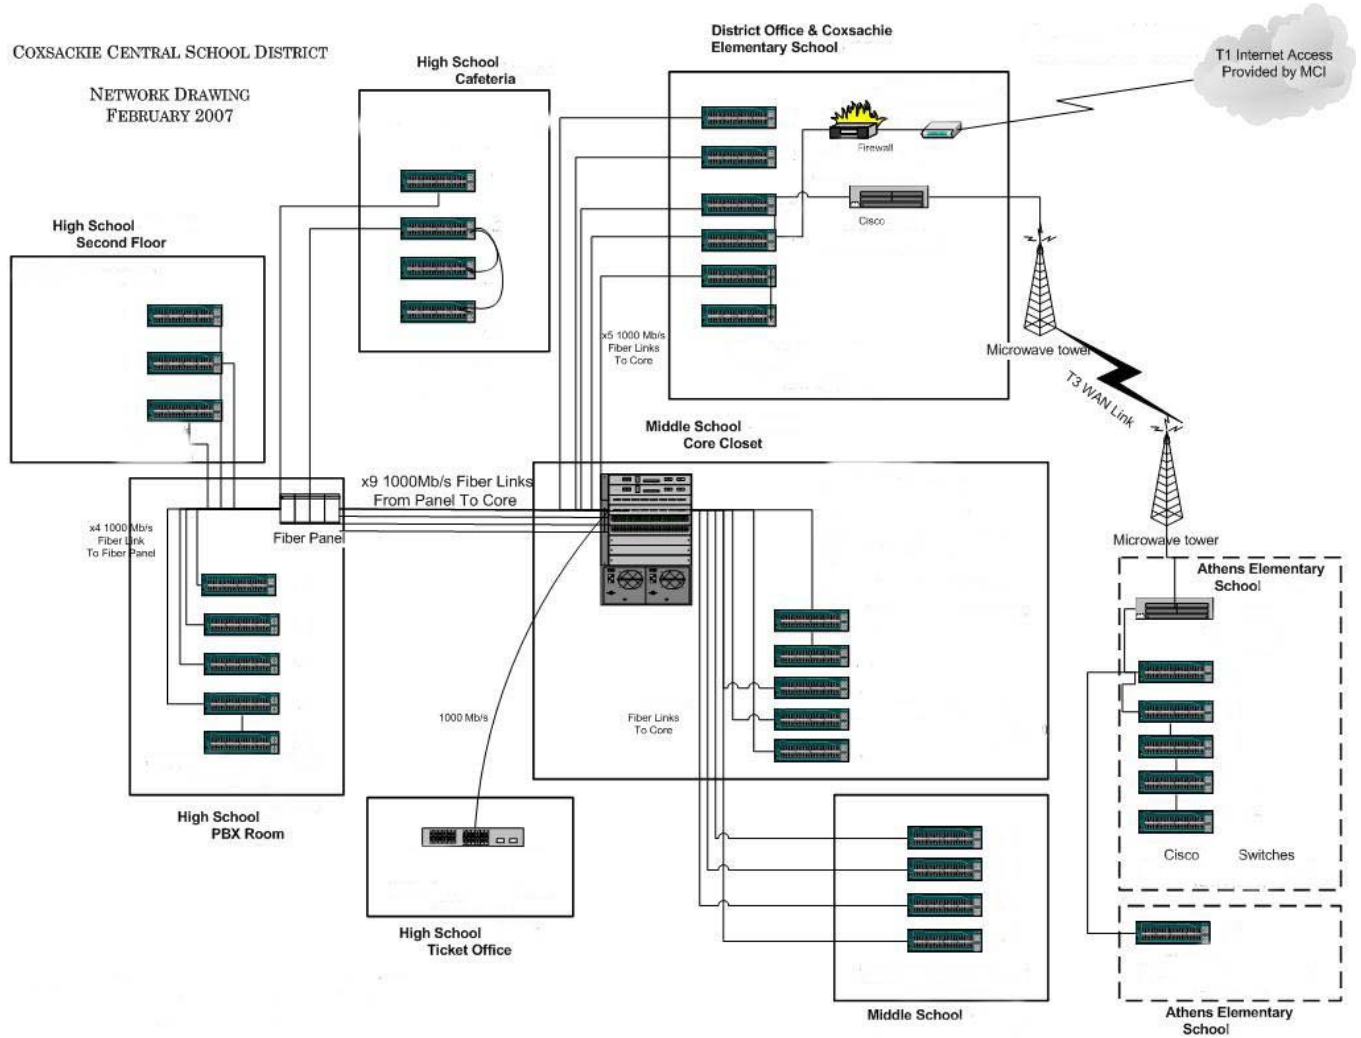 COXSACKIE CENTRAL SCHOOL DISTRICT
NETWORK DRAWING
FEBRUARY 2007
High School
Cafeteria
District Office & Coxsachie
Elementary School
T1 Internet Access
Provided by MCI
Firewall
Cisco
High School
Second Floor
x5 1000 Mb/s
Fiber Links
To Core
Microwave tower
T3 WAN Link
Middle School
Core Closet
x9 1000Mb/s Fiber Links
From Panel To Core
x4 1000 Mb/s
Fiber Link
To Fiber Panel
Fiber Panel
Microwave tower
Athens Elementary
School
1000 Mb/s
Fiber Links
To Core
High School
PBX Room
Cisco Switches
High School
Ticket Office
Middle School
Athens Elementary
School